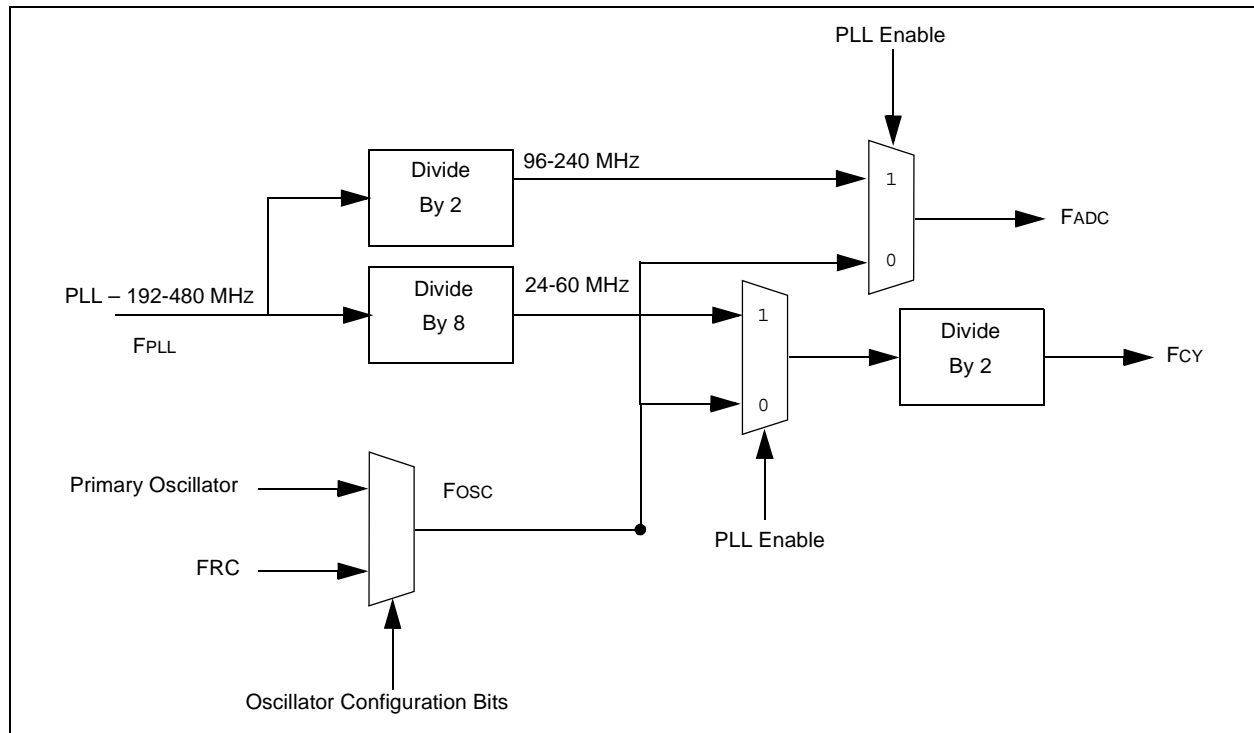 PLL Enable
Divide
By 2
96-240 MHz
1
0
FADC
PLL – 192-480 MHz
FPLL
Divide
By 8
24-60 MHz
1
0
Divide
By 2
FCY
Primary Oscillator
FRC
FOSC
PLL Enable
Oscillator Configuration Bits